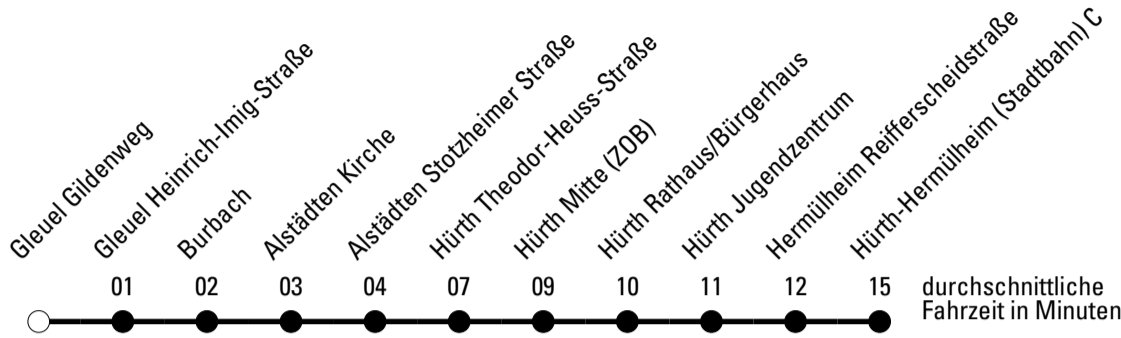 Gleuel Gildenweg
Gleuel Heinrich-Imig-Straße
Burbach
Alstädten Kirche
Alstädten Stotzheimer Straße
Hürth Theodor-Heuss-Straße
Hürth Mitte (ZOB)
Hürth Rathaus/Bürgerhaus
Hürth Jugendzentrum
Hermülheim Reifferscheidstraße
Hürth-Hermülheim (Stadtbahn) C
01 02 03 04 07 09 10 11 12 15
durchschnittliche
Fahrzeit in Minuten